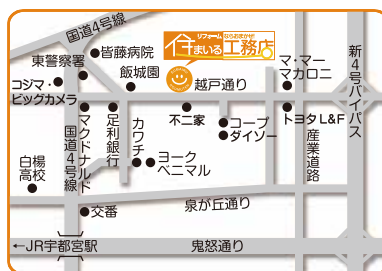 国道4号線
皆藤病院
東警察署
飯城園
リフォームならおまかせ!
住まいる工務店
越戸通り
マ・マー
マカロニ
新4号バイパス
コジマ・
ビッグカメラ
国道4号線
マクドナルド
足利銀行
カワチ
ヨーク
ベニマル
不二家
コープ
ダイソー
トヨタL&F
産業道路
白楊
高校
交番
泉が丘通り
←JR宇都宮駅
鬼怒通り